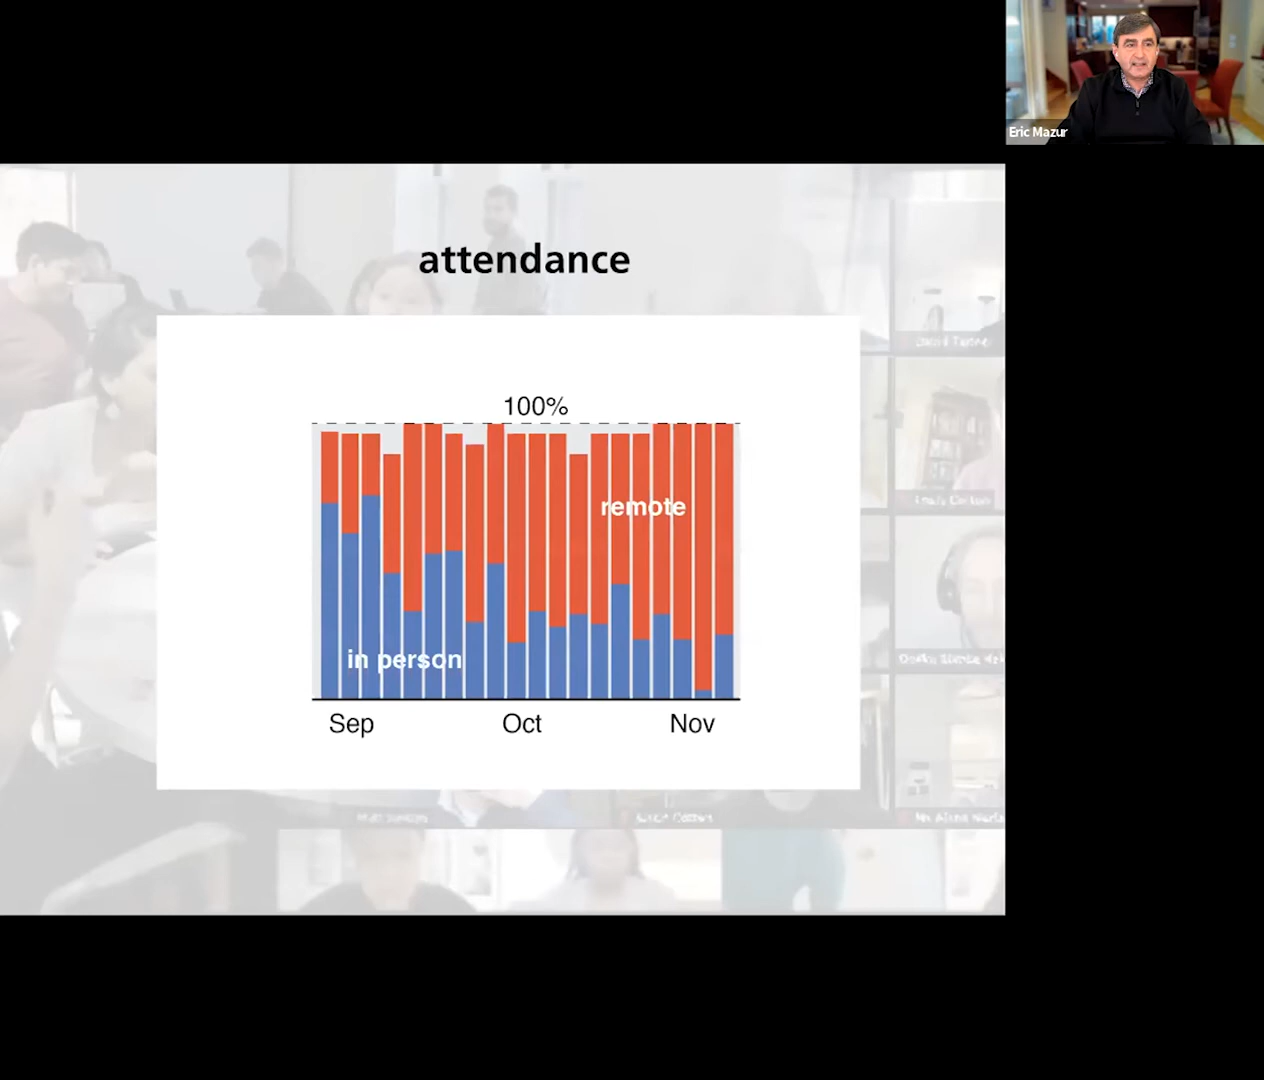 Eric Mazur
attendance
100%
remote
in person
Sep Oct Nov